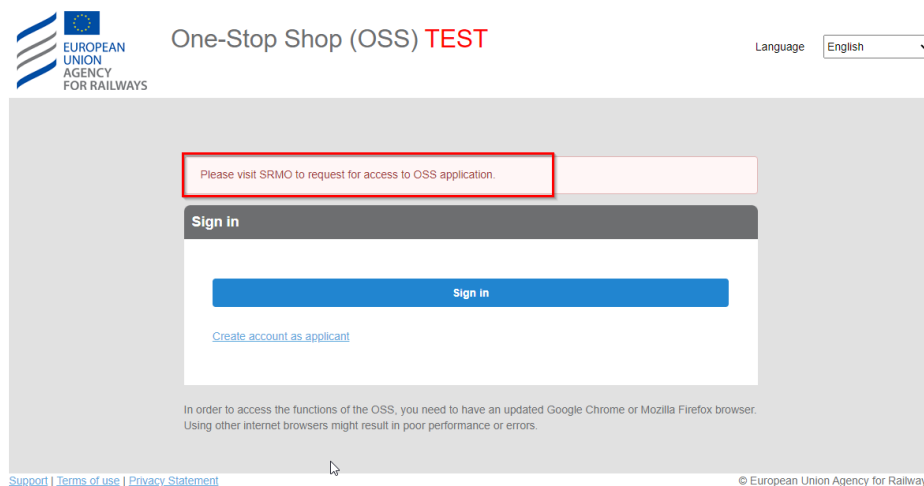 EUROPEAN
UNION
AGENCY
FOR RAILWAYS
One-Stop Shop (OSS) TEST
Language English
Please visit SRMO to request for access to OSS application.
Sign in
Sign in
Create account as applicant
In order to access the functions of the OSS, you need to have an updated Google Chrome or Mozilla Firefox browser.
Using other internet browsers might result in poor performance or errors.
Support | Terms of use | Privacy Statement
© European Union Agency for Railway